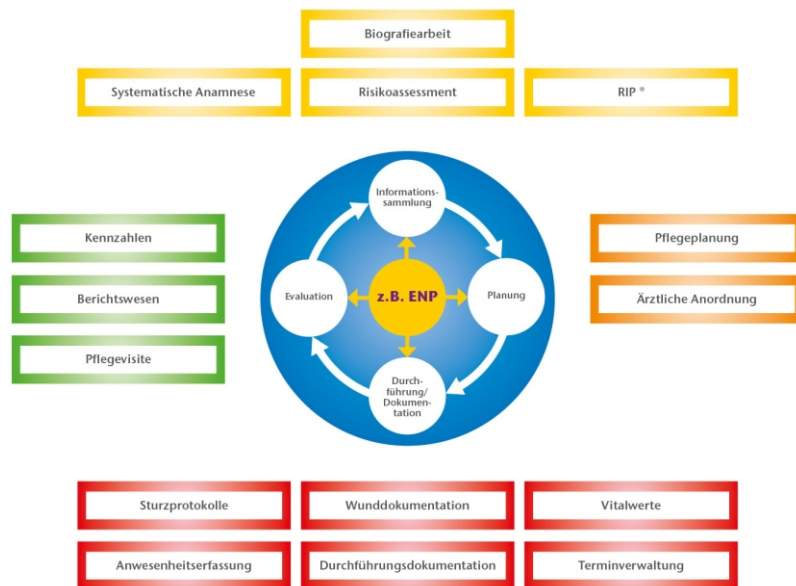 Biografiearbeit
Systematische Anamnese
Risikoassessment
RIP ®
Informations-
sammlung
Kennzahlen
Pflegeplanung
Berichtswesen
Evaluation
z.B. ENP
Planung
Ärztliche Anordnung
Pflegevisite
Durch-
führung/
Dokumen-
tation
Sturzprotokolle
Wunddokumentation
Vitalwerte
Anwesenheitserfassung
Durchführungsdokumentation
Terminverwaltung